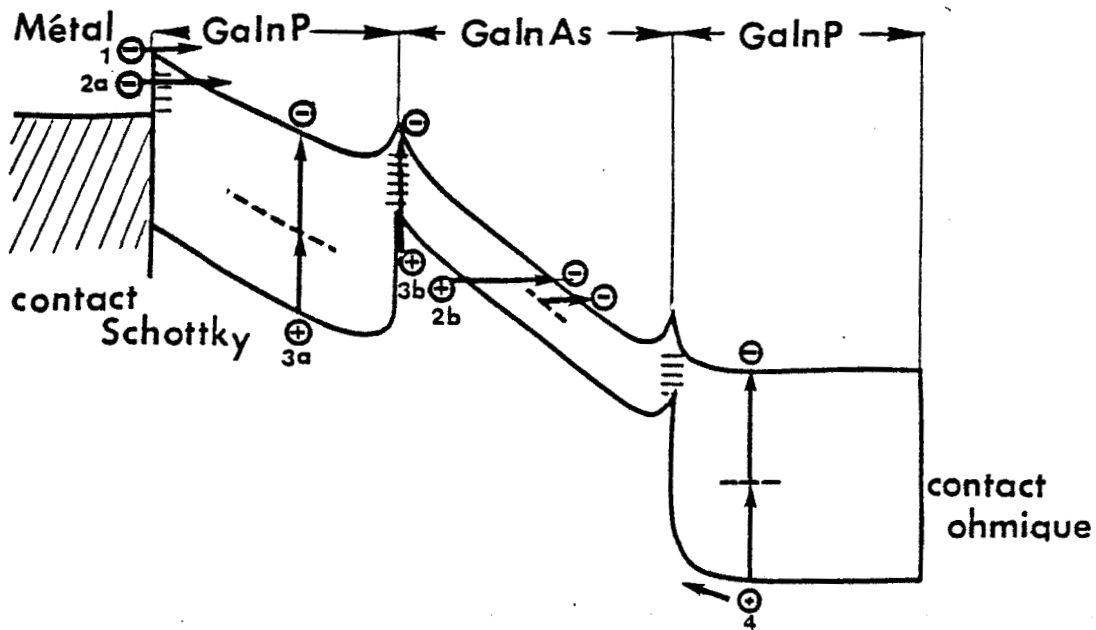 Métal
GaInP
GaInAs
GaInP
1
2a
contact
Schottky
3a
3b
2b
contact
ohmique
4